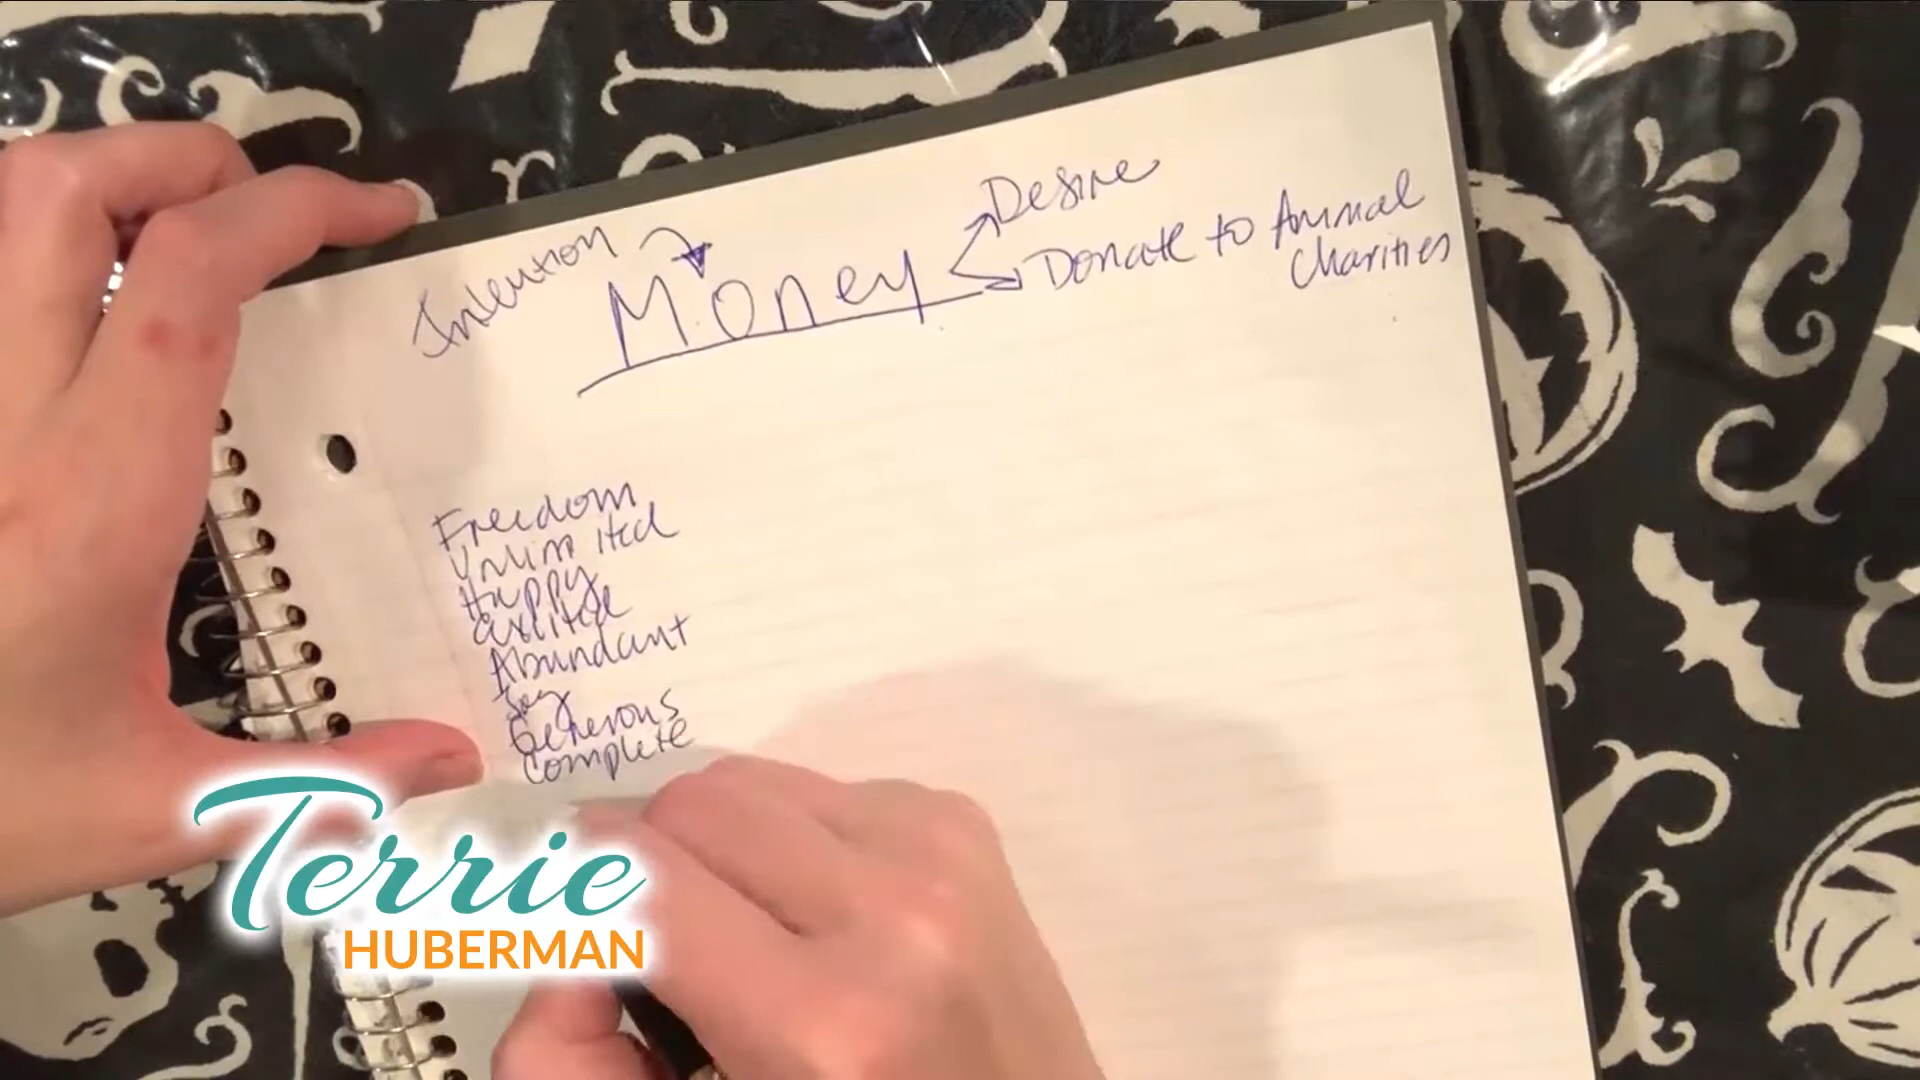 Intention
Money
Desire
Donate to Animal
Charities
Freedom
Unlimited
Happy
Excited
Abundant
Joy
Generous
Complete
Terrie
HUBERMAN